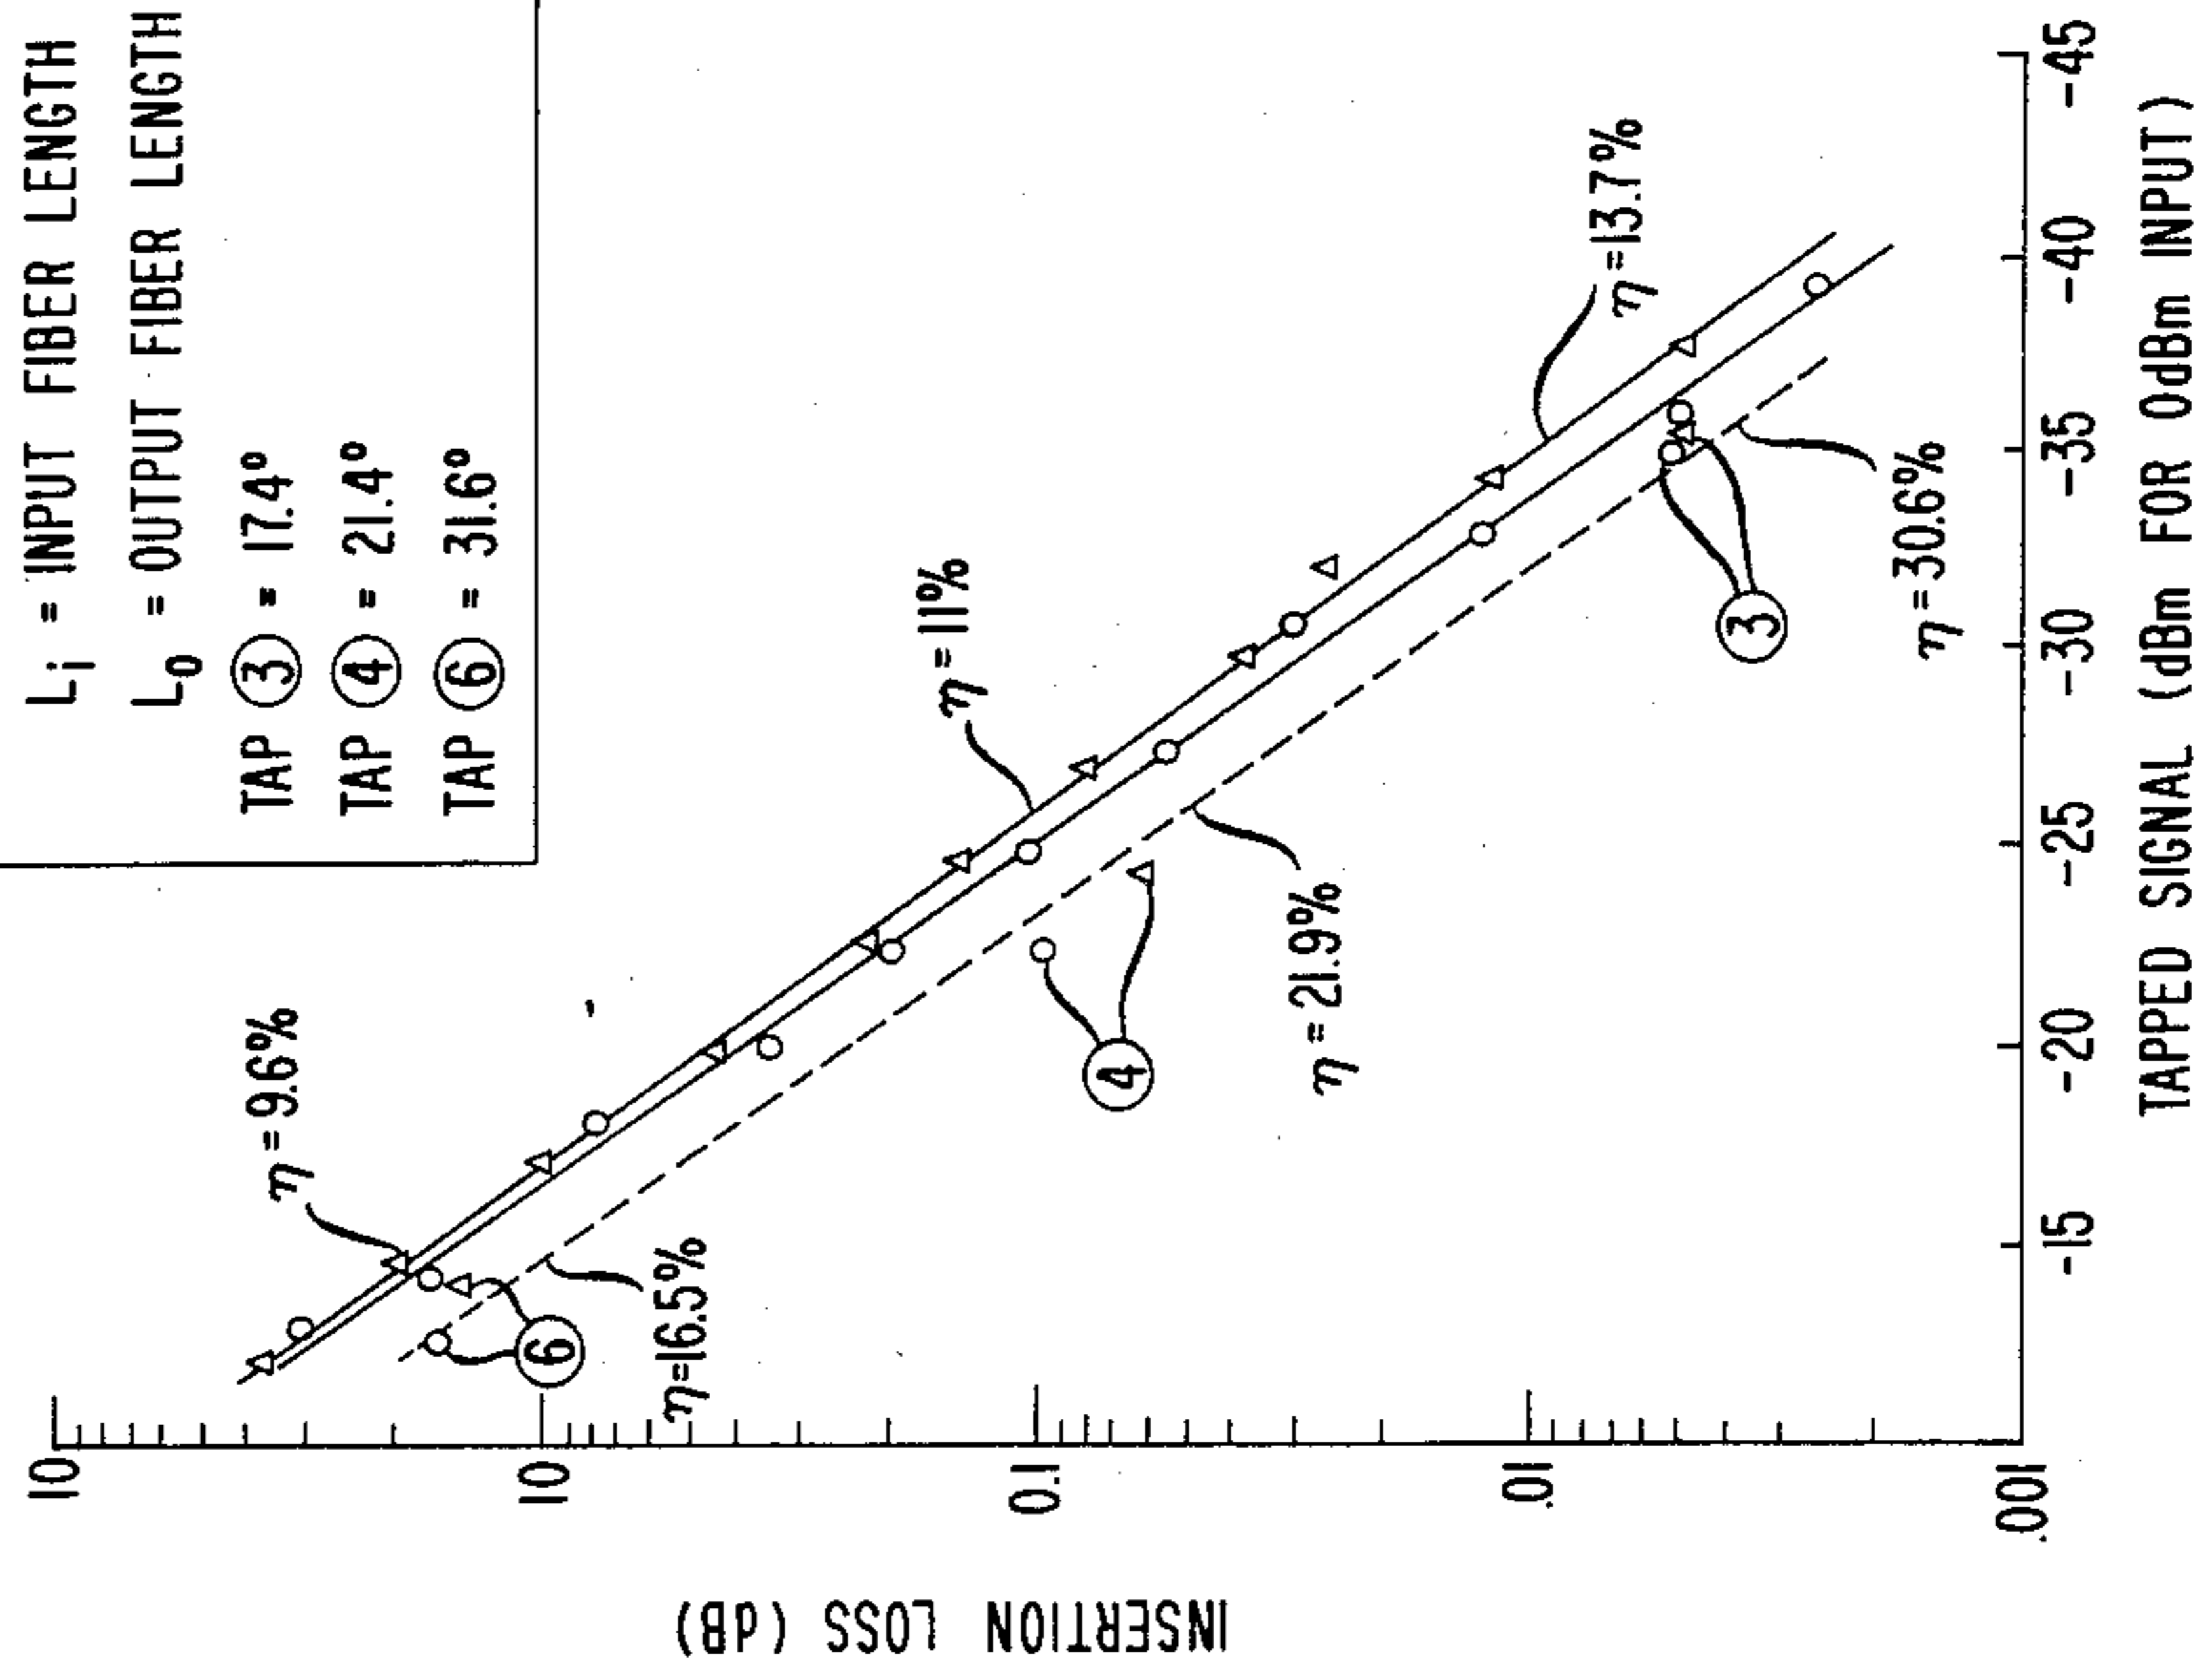 Li = INPUT FIBER LENGTH
Lo = OUTPUT FIBER LENGTH
TAP ③ = 17.4°
TAP ④ = 21.4°
TAP ⑥ = 31.6°
η = 9.6%
η = 11%
η = 13.7%
η = 16.5%
η = 21.9%
η = 30.6%
⑥
④
③
INSERTION LOSS (dB)
10
10
0.1
.01
.001
-15
-20
-25
-30
-35
-40
-45
TAPPED SIGNAL (dBm FOR 0dBm INPUT)